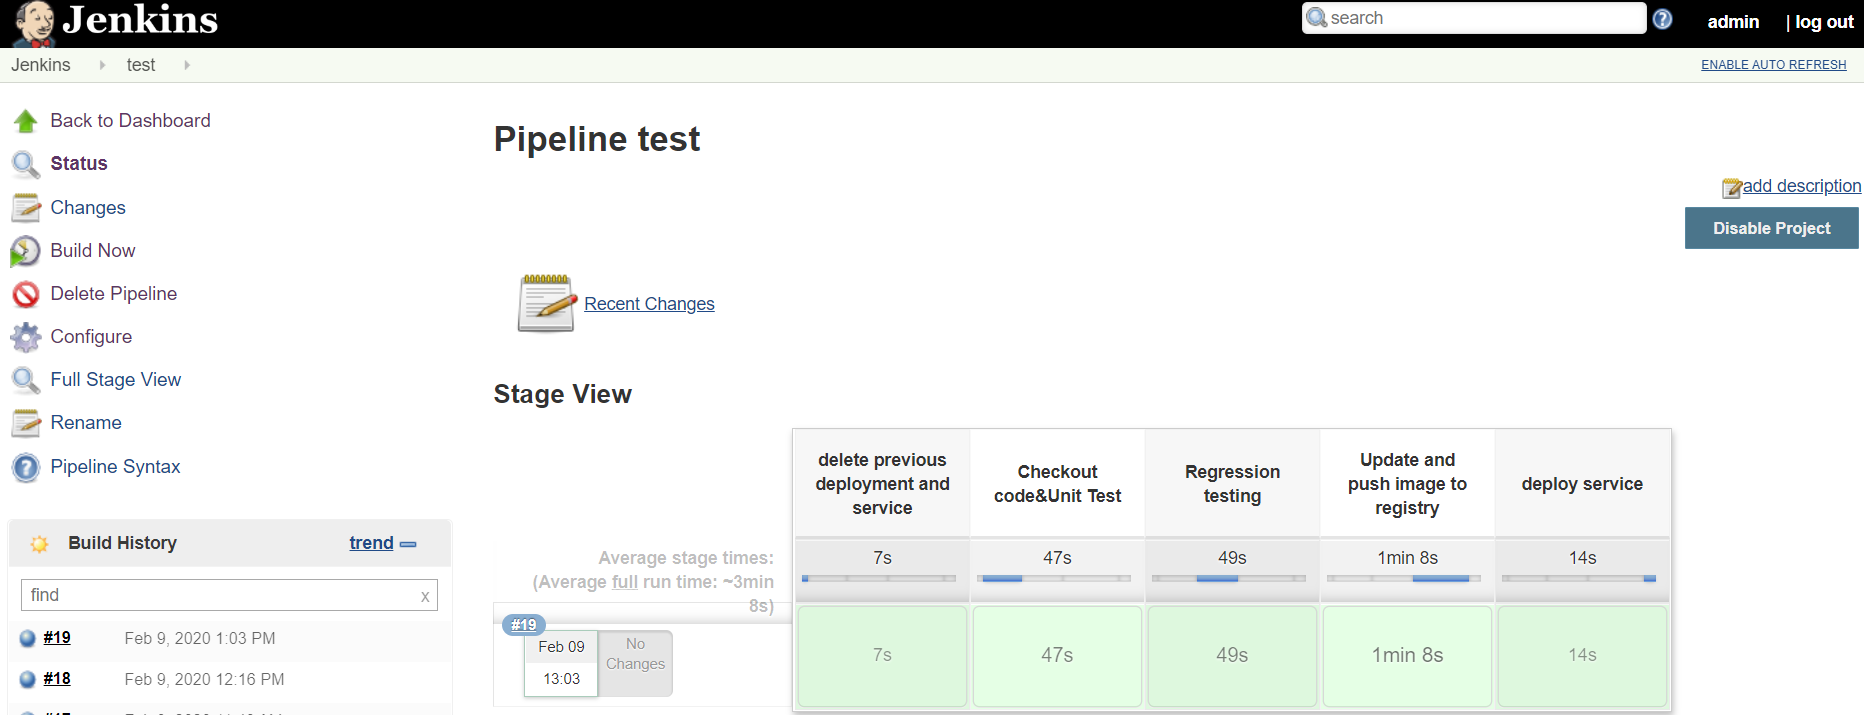 Jenkins
search
admin
| log out
Jenkins
test
ENABLE AUTO REFRESH
Back to Dashboard
Status
Changes
Build Now
Delete Pipeline
Configure
Full Stage View
Rename
Pipeline Syntax
Build History
trend
find
x
#19
Feb 9, 2020 1:03 PM
#18
Feb 9, 2020 12:16 PM
Pipeline test
add description
Disable Project
Recent Changes
Stage View
delete previous
deployment and
service
Checkout
code&Unit Test
Regression
testing
Update and
push image to
registry
deploy service
Average stage times:
(Average full run time: ~3min
8s)
7s
47s
49s
1min 8s
14s
#19
Feb 09
13:03
No
Changes
7s
47s
49s
1min 8s
14s